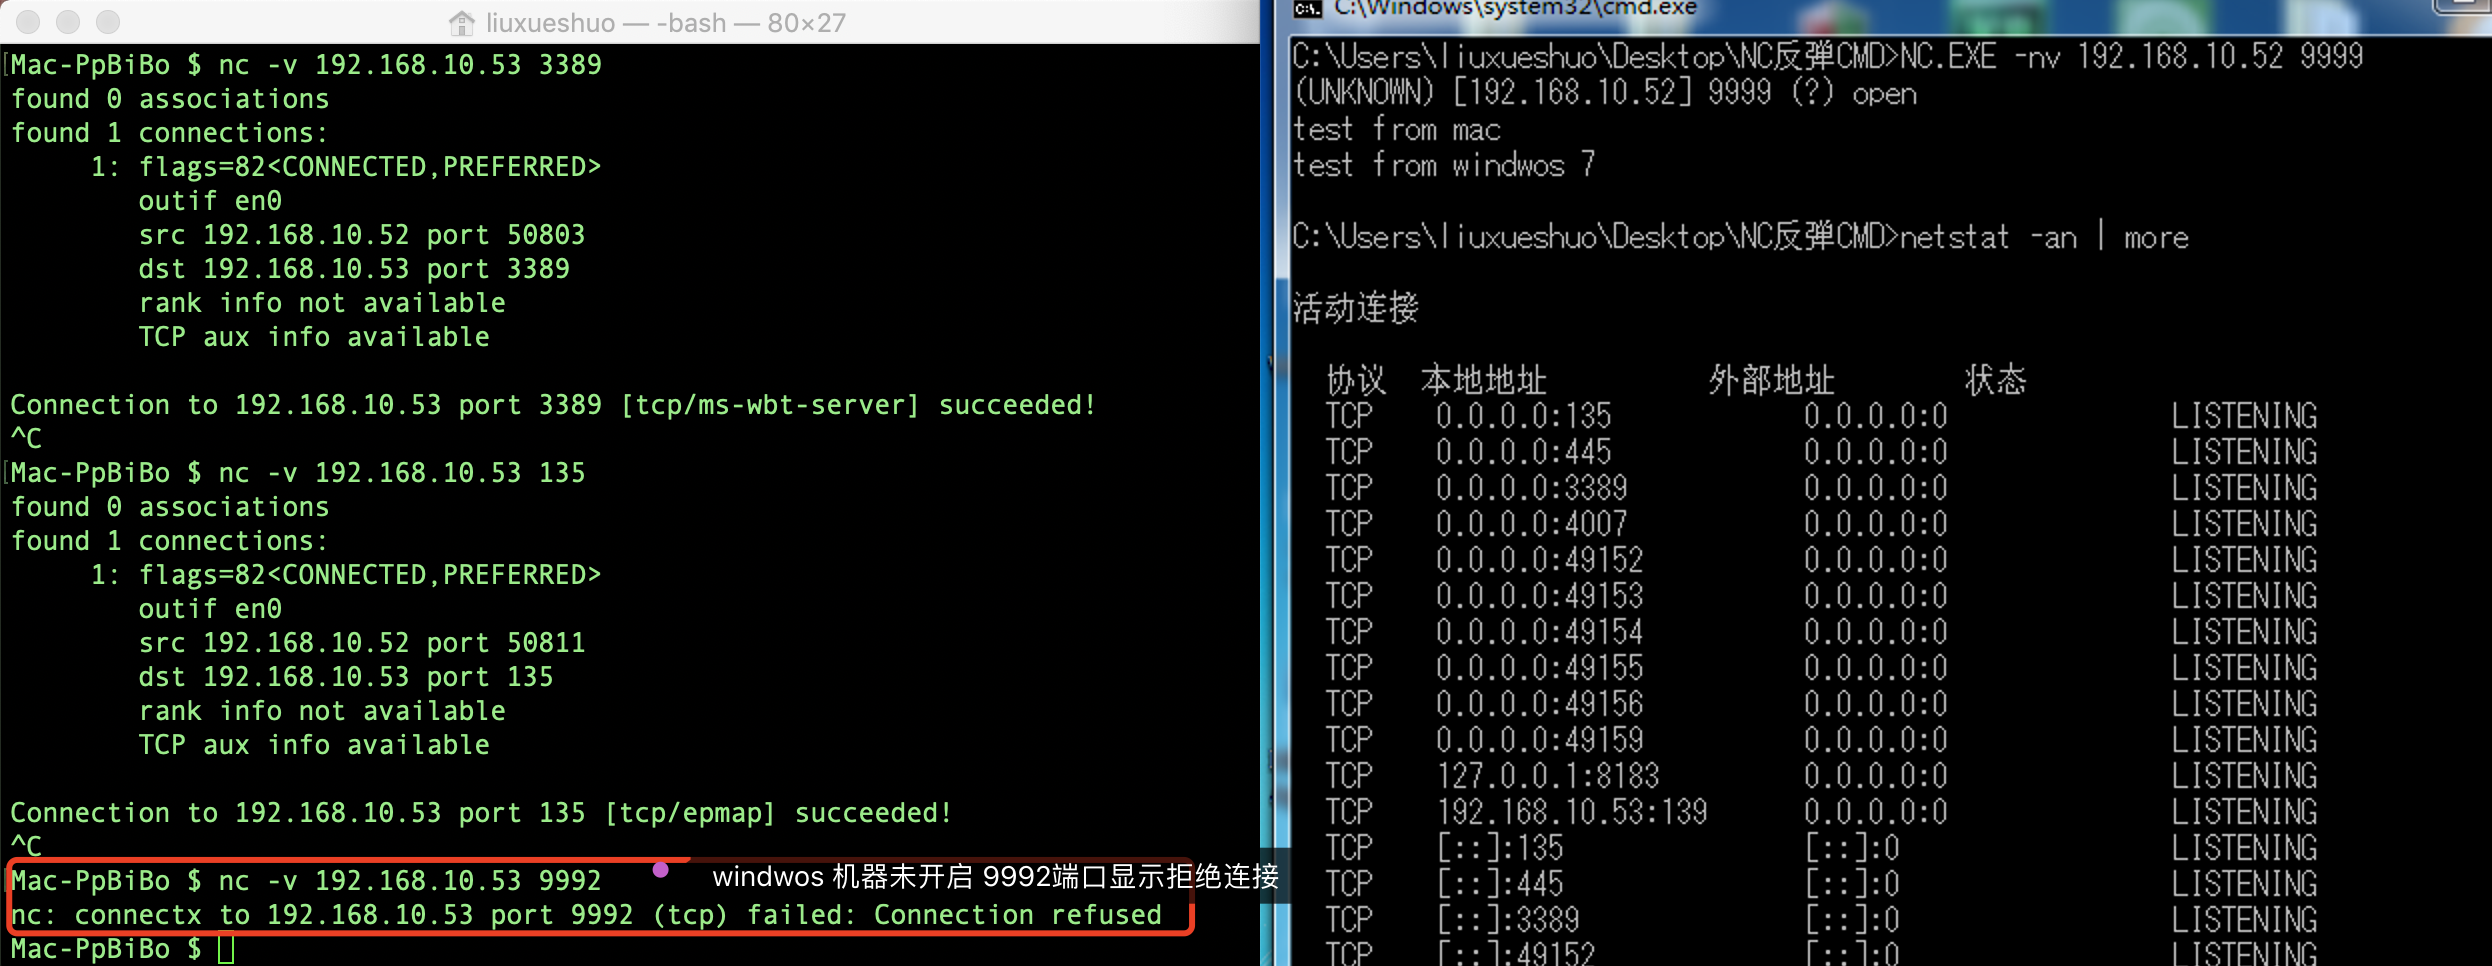 liuxueshuo — -bash — 80×27
Mac-PpBiBo $ nc -v 192.168.10.53 3389
found 0 associations
found 1 connections:
1: flags=82<CONNECTED,PREFERRED>
outif en0
src 192.168.10.52 port 50803
dst 192.168.10.53 port 3389
rank info not available
TCP aux info available
Connection to 192.168.10.53 port 3389 [tcp/ms-wbt-server] succeeded!
^C
Mac-PpBiBo $ nc -v 192.168.10.53 135
found 0 associations
found 1 connections:
1: flags=82<CONNECTED,PREFERRED>
outif en0
src 192.168.10.52 port 50811
dst 192.168.10.53 port 135
rank info not available
TCP aux info available
Connection to 192.168.10.53 port 135 [tcp/epmap] succeeded!
^C
Mac-PpBiBo $ nc -v 192.168.10.53 9992
windwos 机器未开启 9992端口显示拒绝连接
nc: connectx to 192.168.10.53 port 9992 (tcp) failed: Connection refused
Mac-PpBiBo $
C:\Windows\system32\cmd.exe
C:\Users\liuxueshuo\Desktop\NC反弹CMD>NC.EXE -nv 192.168.10.52 9999
(UNKNOWN) [192.168.10.52] 9999 (?) open
test from mac
test from windwos 7
C:\Users\liuxueshuo\Desktop\NC反弹CMD>netstat -an | more
活动连接
协议 本地地址 外部地址 状态
TCP 0.0.0.0:135 0.0.0.0:0 LISTENING
TCP 0.0.0.0:445 0.0.0.0:0 LISTENING
TCP 0.0.0.0:3389 0.0.0.0:0 LISTENING
TCP 0.0.0.0:4007 0.0.0.0:0 LISTENING
TCP 0.0.0.0:49152 0.0.0.0:0 LISTENING
TCP 0.0.0.0:49153 0.0.0.0:0 LISTENING
TCP 0.0.0.0:49154 0.0.0.0:0 LISTENING
TCP 0.0.0.0:49155 0.0.0.0:0 LISTENING
TCP 0.0.0.0:49156 0.0.0.0:0 LISTENING
TCP 0.0.0.0:49159 0.0.0.0:0 LISTENING
TCP 127.0.0.1:8183 0.0.0.0:0 LISTENING
TCP 192.168.10.53:139 0.0.0.0:0 LISTENING
TCP [::]:135 [::]:0 LISTENING
TCP [::]:445 [::]:0 LISTENING
TCP [::]:3389 [::]:0 LISTENING
TCP [::]:49152 [::]:0 LISTENING